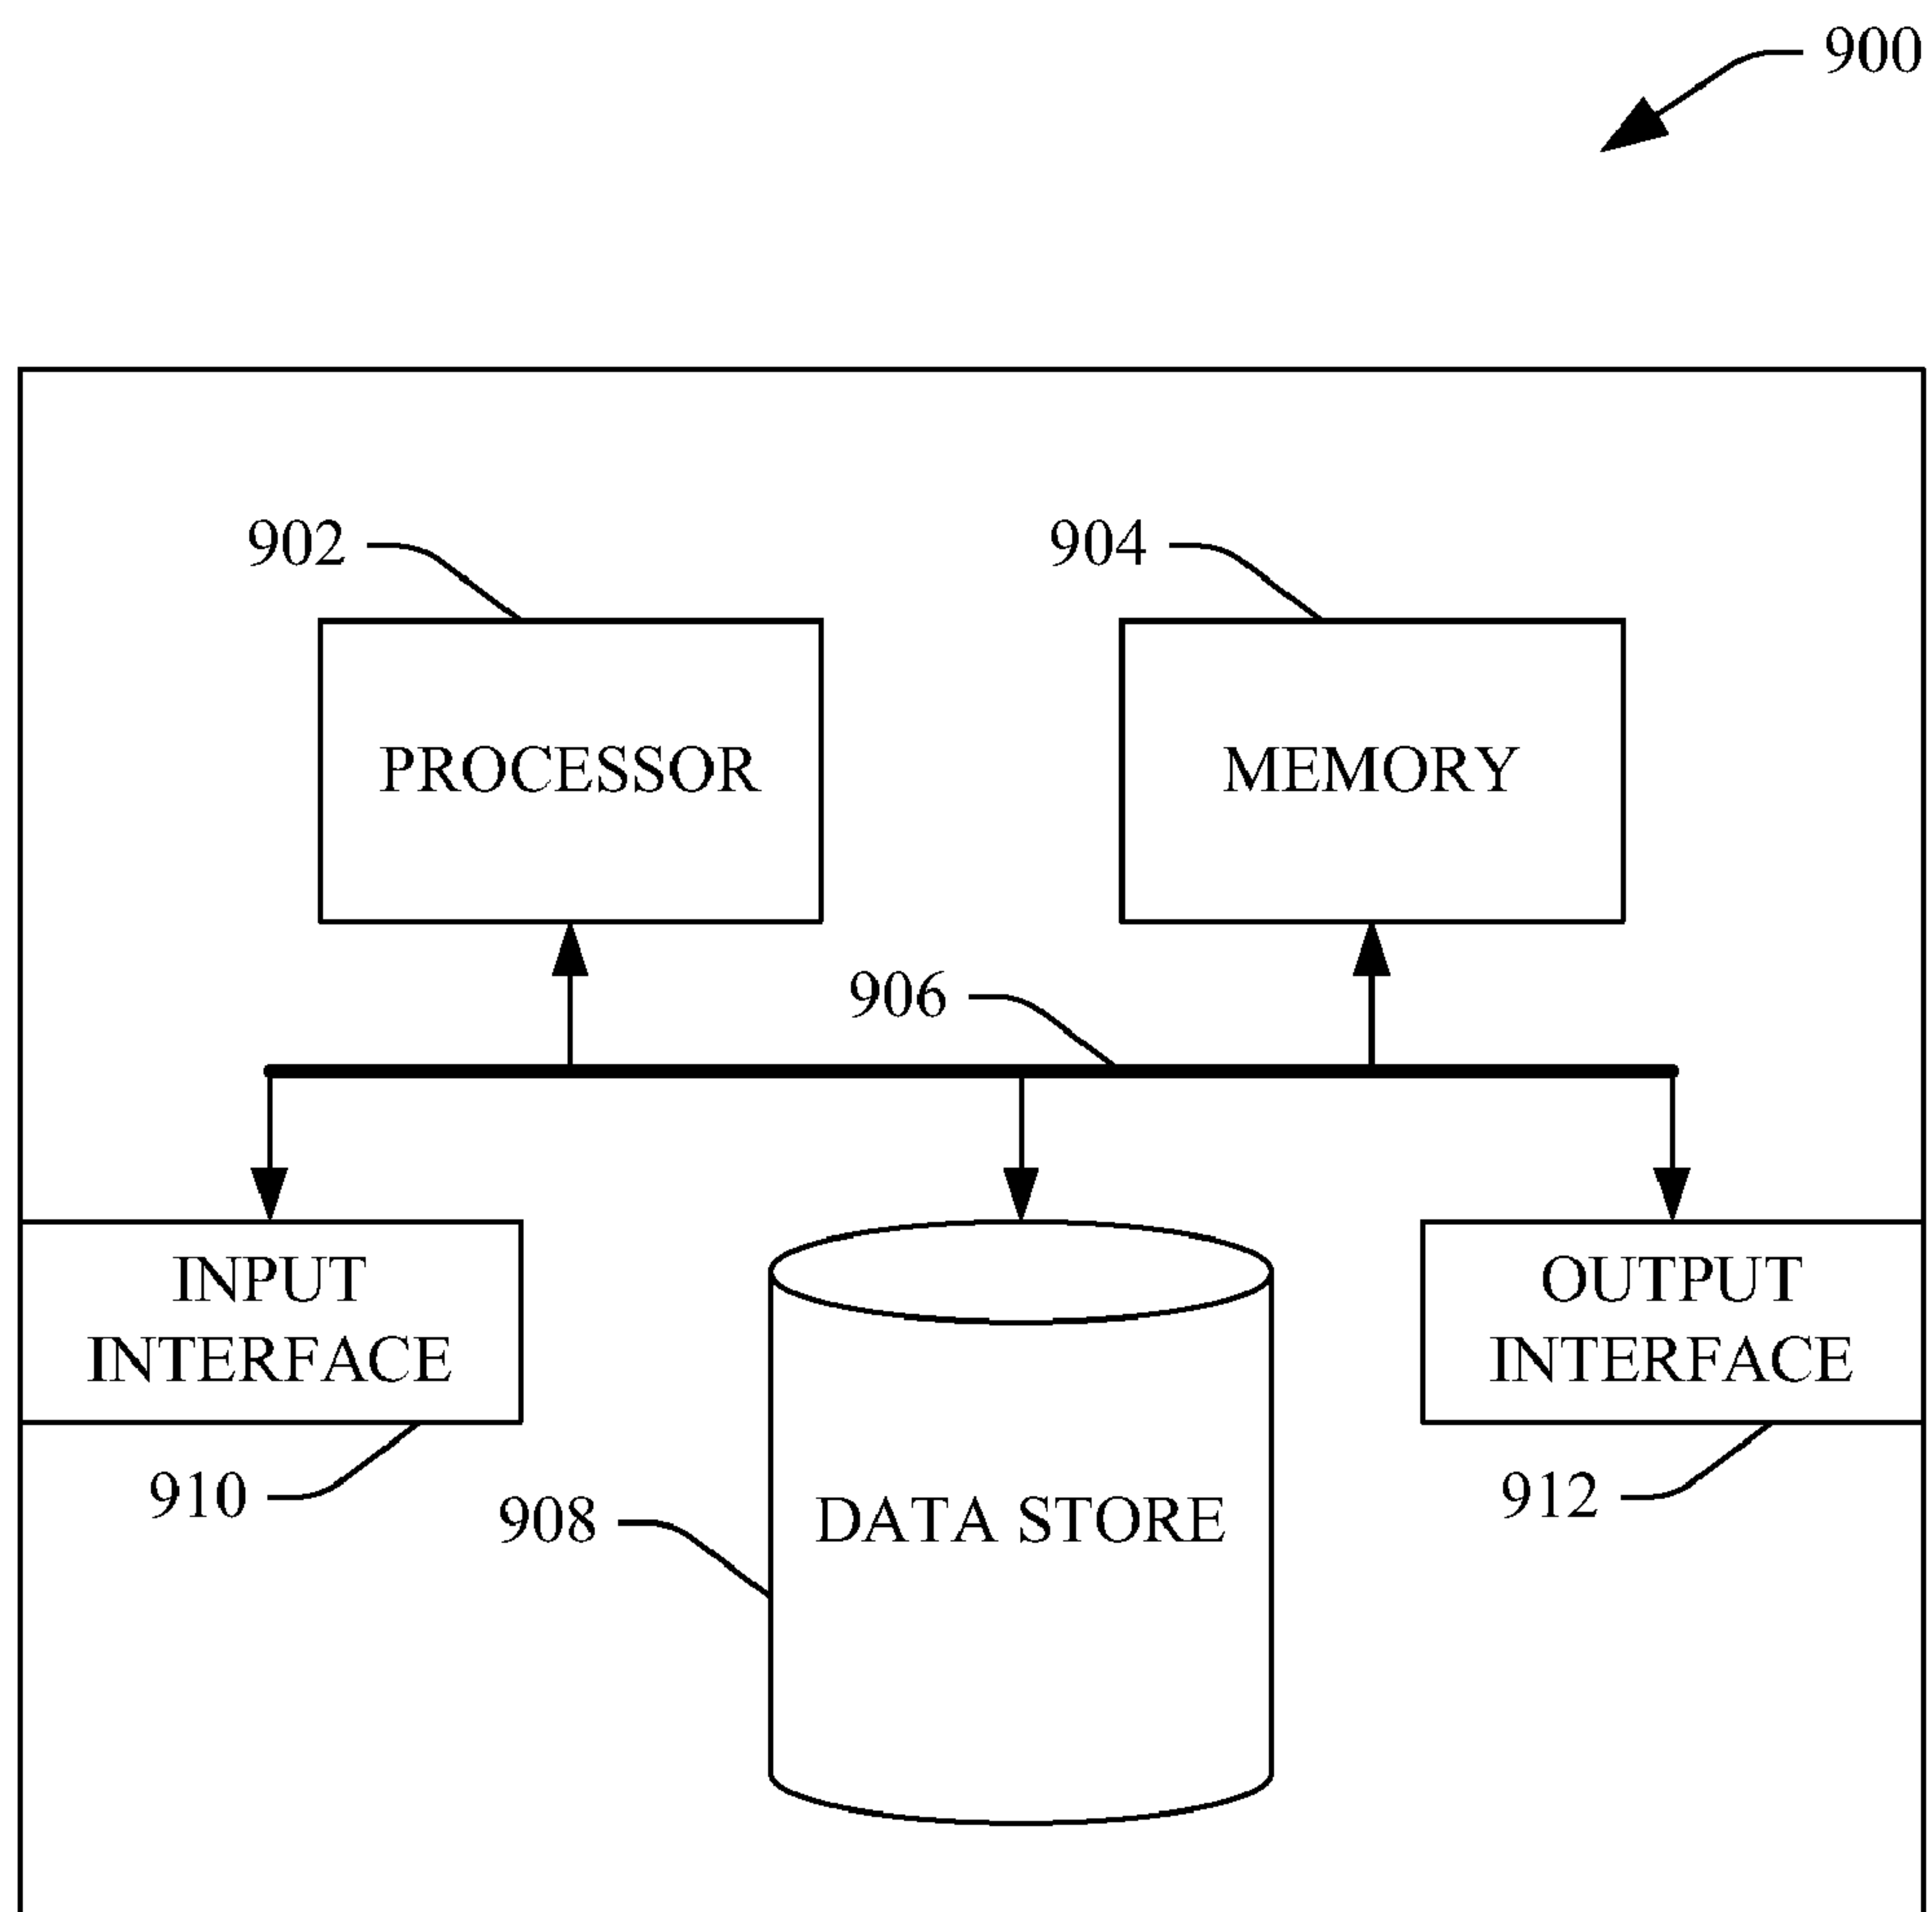 900
902
904
PROCESSOR
MEMORY
906
INPUT
INTERFACE
OUTPUT
INTERFACE
910
908
DATA STORE
912